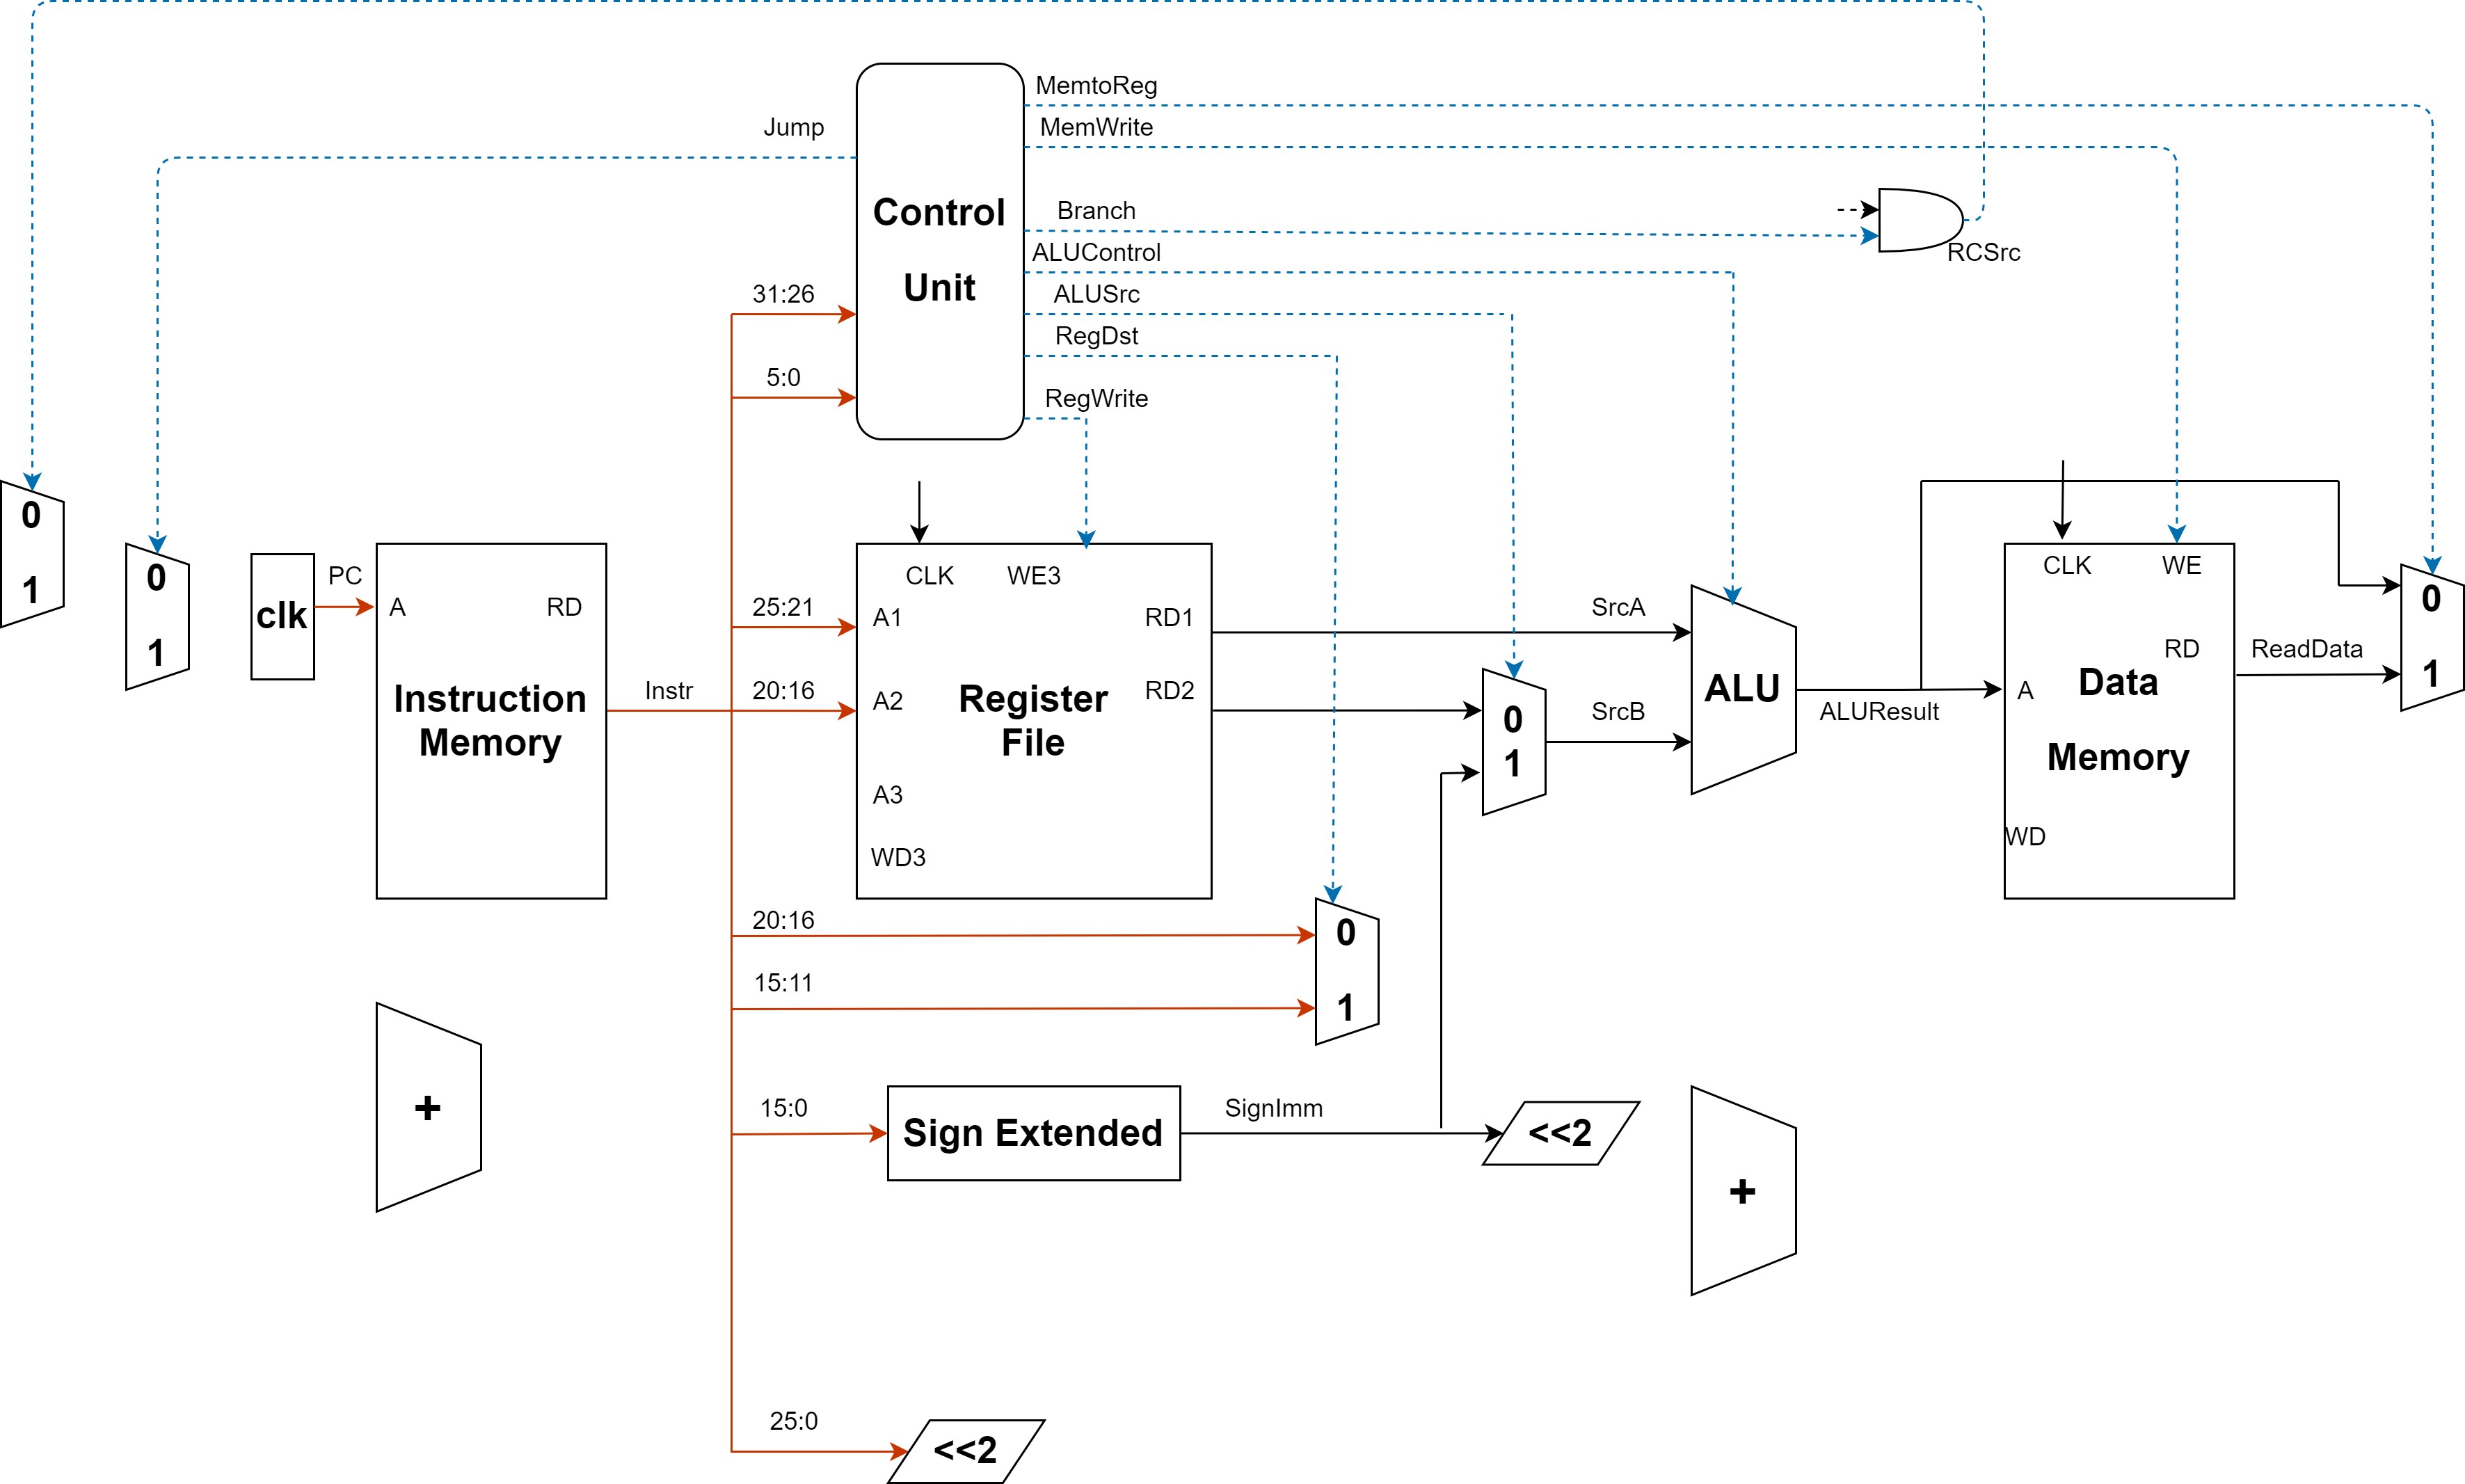 MemtoReg
Jump
MemWrite
Control
Unit
Branch
ALUControl
RCSrc
31:26
ALUSrc
RegDst
5:0
RegWrite
0
1
0
1
clk
PC
A
RD
Instruction
Memory
Instr
25:21
20:16
CLK
WE3
A1
RD1
A2
RD2
Register
File
A3
WD3
SrcA
SrcB
0
1
ALU
ALUResult
CLK
WE
RD
A
Data
Memory
WD
ReadData
0
1
20:16
15:11
0
1
+
15:0
Sign Extended
SignImm
<<2
+
25:0
<<2